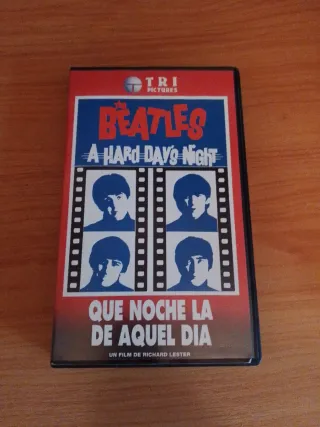 TRI
PICTURES
THE
BEATLES
A HARD DAY'S NIGHT
QUE NOCHE LA
DE AQUEL DIA
UN FILM DE RICHARD LESTER